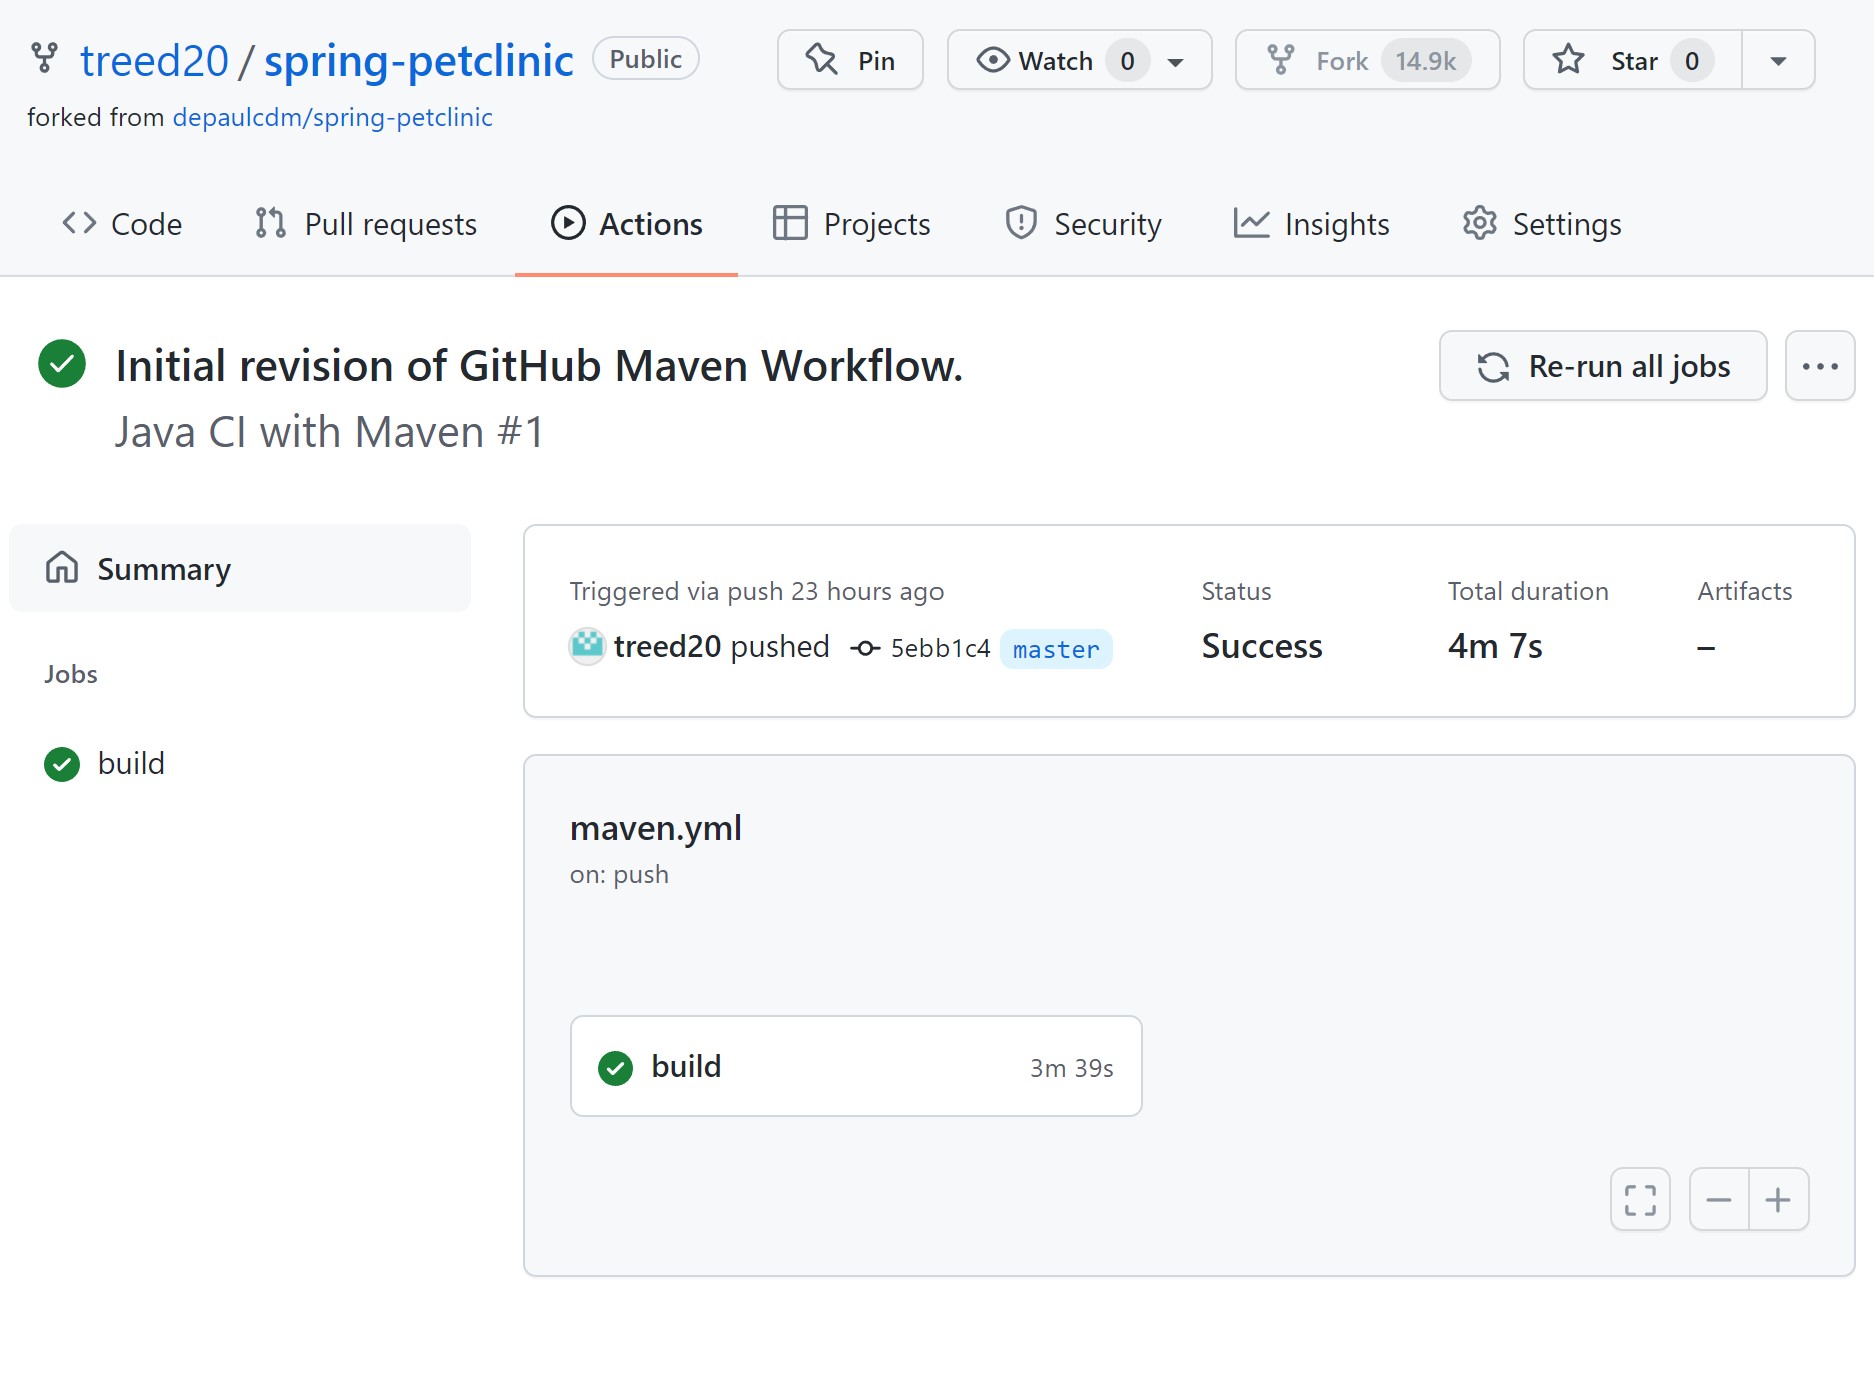 treed20 / spring-petclinic Public Pin Watch 0 Fork 14.9k Star 0
forked from depaulcdm/spring-petclinic
Code Pull requests Actions Projects Security Insights Settings
Initial revision of GitHub Maven Workflow.
Re-run all jobs ...
Java CI with Maven #1
Summary
Jobs
build
Triggered via push 23 hours ago Status Total duration Artifacts
treed20 pushed 5ebb1c4 master Success 4m 7s –
maven.yml
on: push
build 3m 39s